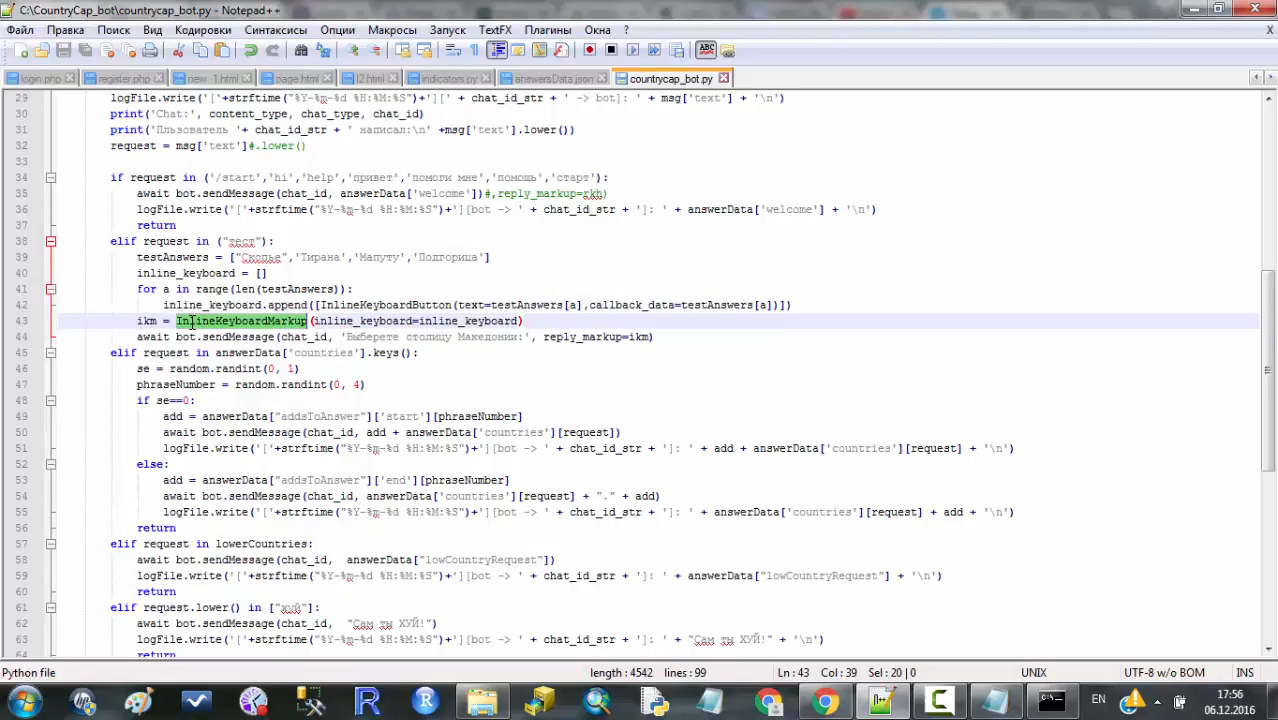 C:\CountryCap_bot\countrycap_bot.py - Notepad++
Файл Правка Поиск Вид Кодировки Синтаксисы Опции Макросы Запуск TextFX Плагины Окна ?
X
login.php register.php new 1.html page.html l2.html indicators.py answersData.json countrycap_bot.py
29 logFile.write('['+strftime("%Y-%m-%d %H:%M:%S")+'][' + chat_id_str + ' -> bot]: ' + msg['text'] + '\n')
30 print('Chat:', content_type, chat_type, chat_id)
31 print('Пльзователь '+ chat_id_str + ' написал:\n' +msg['text'].lower())
32 request = msg['text']#.lower()
33
34 if request in ('/start','hi','help','привет','помоги мне','помощь','старт'):
35 await bot.sendMessage(chat_id, answerData['welcome'])#,reply_markup=rkh)
36 logFile.write('['+strftime("%Y-%m-%d %H:%M:%S")+'][bot -> ' + chat_id_str + ']: ' + answerData['welcome'] + '\n')
37 return
38 elif request in ("тест"):
39 testAnswers = ["Скопье",'Тирана','Мапуту','Подгорица']
40 inline_keyboard = []
41 for a in range(len(testAnswers)):
42 inline_keyboard.append([InlineKeyboardButton(text=testAnswers[a],callback_data=testAnswers[a])])
43 ikm = InlineKeyboardMarkup(inline_keyboard=inline_keyboard)
44 await bot.sendMessage(chat_id, 'Выберете столицу Македонии:', reply_markup=ikm)
45 elif request in answerData['countries'].keys():
46 se = random.randint(0, 1)
47 phraseNumber = random.randint(0, 4)
48 if se==0:
49 add = answerData["addsToAnswer"]['start'][phraseNumber]
50 await bot.sendMessage(chat_id, add + answerData['countries'][request])
51 logFile.write('['+strftime("%Y-%m-%d %H:%M:%S")+'][bot -> ' + chat_id_str + ']: ' + add + answerData['countries'][request] + '\n')
52 else:
53 add = answerData["addsToAnswer"]['end'][phraseNumber]
54 await bot.sendMessage(chat_id, answerData['countries'][request] + "." + add)
55 logFile.write('['+strftime("%Y-%m-%d %H:%M:%S")+'][bot -> ' + chat_id_str + ']: ' + answerData['countries'][request] + add + '\n')
56 return
57 elif request in lowerCountries:
58 await bot.sendMessage(chat_id, answerData["lowCountryRequest"])
59 logFile.write('['+strftime("%Y-%m-%d %H:%M:%S")+'][bot -> ' + chat_id_str + ']: ' + answerData["lowCountryRequest"] + '\n')
60 return
61 elif request.lower() in ["хуй"]:
62 await bot.sendMessage(chat_id, "Сам ты ХУЙ!")
63 logFile.write('['+strftime("%Y-%m-%d %H:%M:%S")+'][bot -> ' + chat_id_str + ']: ' + "Сам ты ХУЙ!" + '\n')
64 return
Python file length : 4542 lines : 99 Ln : 43 Col : 39 Sel : 20 | 0 UNIX UTF-8 w/o BOM INS
EN 17:56
06.12.2016